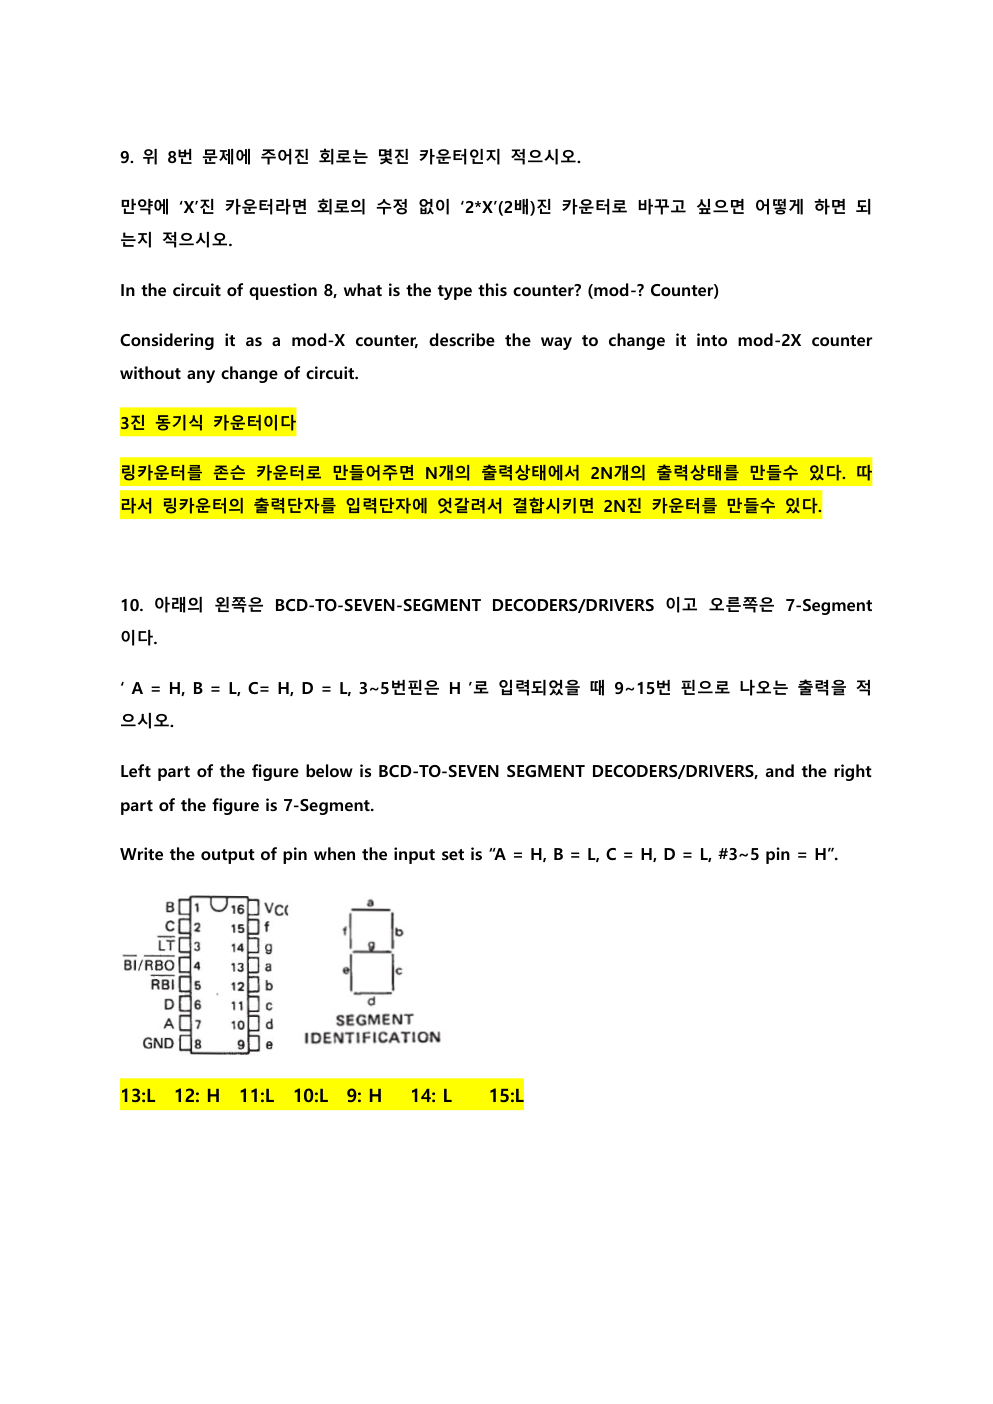 9. 위 8번 문제에 주어진 회로는 몇진 카운터인지 적으시오.
만약에 ‘X’진 카운터라면 회로의 수정 없이 ‘2*X’(2배)진 카운터로 바꾸고 싶으면 어떻게 하면 되
는지 적으시오.
In the circuit of question 8, what is the type this counter? (mod-? Counter)
Considering it as a mod-X counter, describe the way to change it into mod-2X counter
without any change of circuit.
3진 동기식 카운터이다
링카운터를 존슨 카운터로 만들어주면 N개의 출력상태에서 2N개의 출력상태를 만들수 있다. 따
라서 링카운터의 출력단자를 입력단자에 엇갈려서 결합시키면 2N진 카운터를 만들수 있다.
10. 아래의 왼쪽은 BCD-TO-SEVEN-SEGMENT DECODERS/DRIVERS 이고 오른쪽은 7-Segment
이다.
‘ A = H, B = L, C= H, D = L, 3~5번핀은 H ’로 입력되었을 때 9~15번 핀으로 나오는 출력을 적
으시오.
Left part of the figure below is BCD-TO-SEVEN SEGMENT DECODERS/DRIVERS, and the right
part of the figure is 7-Segment.
Write the output of pin when the input set is “A = H, B = L, C = H, D = L, #3~5 pin = H”.
B 1 16 VCC
C 2 15 f
LT 3 14 g
BI/RBO 4 13 a
RBI 5 12 b
D 6 11 c
A 7 10 d
GND 8 9 e
a
f b
g
e c
d
SEGMENT
IDENTIFICATION
13:L 12: H 11:L 10:L 9: H 14: L 15:L